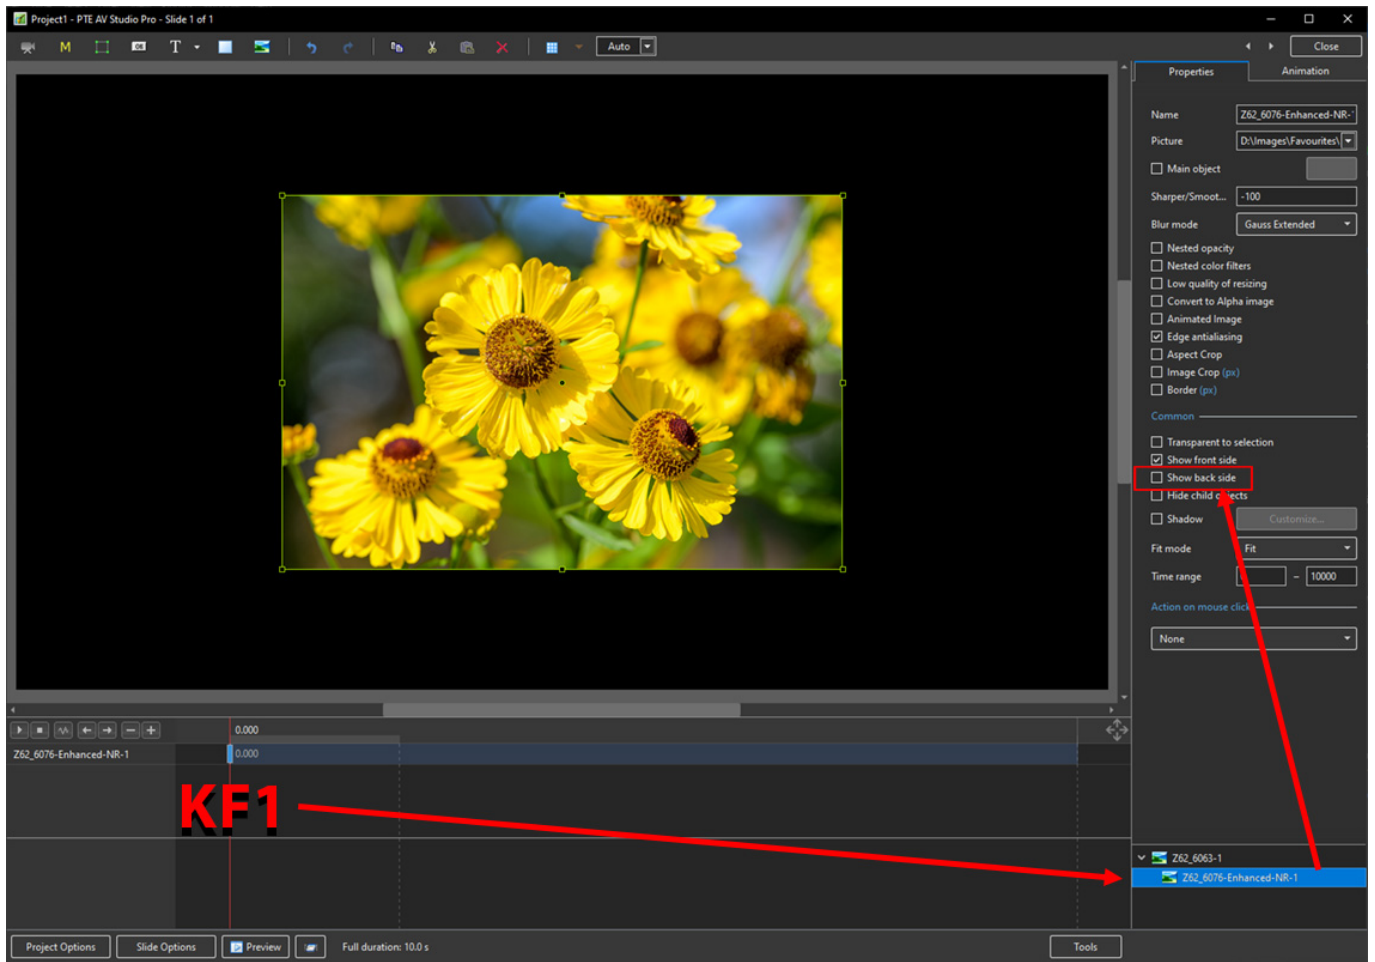 Project1 - PTE AV Studio Pro - Slide 1 of 1
M OK T Auto Close
Properties Animation
Name Z62_6076-Enhanced-NR-
Picture D:\Images\Favourites\
Main object
Sharper/Smoot... -100
Blur mode Gauss Extended
Nested opacity
Nested color filters
Low quality of resizing
Convert to Alpha image
Animated Image
Edge antialiasing
Aspect Crop
Image Crop (px)
Border (px)
Common
Transparent to selection
Show front side
Show back side
Hide child objects
Shadow Customize...
Fit mode Fit
Time range – 10000
Action on mouse click
None
0.000
Z62_6076-Enhanced-NR-1 0.000
KF1
Z62_6063-1
Z62_6076-Enhanced-NR-1
Project Options Slide Options Preview Full duration: 10.0 s Tools